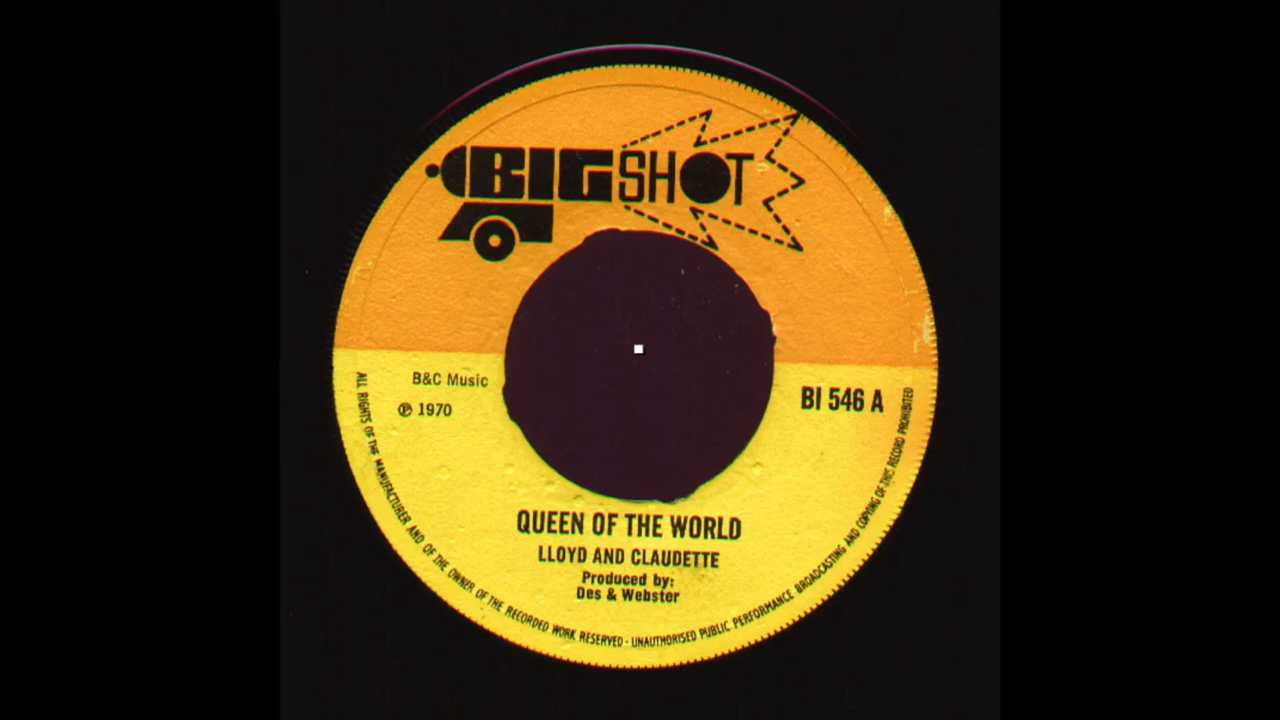 BIG SHOT
B&C Music
℗ 1970
BI 546 A
QUEEN OF THE WORLD
LLOYD AND CLAUDETTE
Produced by:
Des & Webster
ALL RIGHTS OF THE MANUFACTURER AND OF THE OWNER OF THE RECORDED WORK RESERVED · UNAUTHORISED PUBLIC PERFORMANCE BROADCASTING AND COPYING OF THIS RECORD PROHIBITED